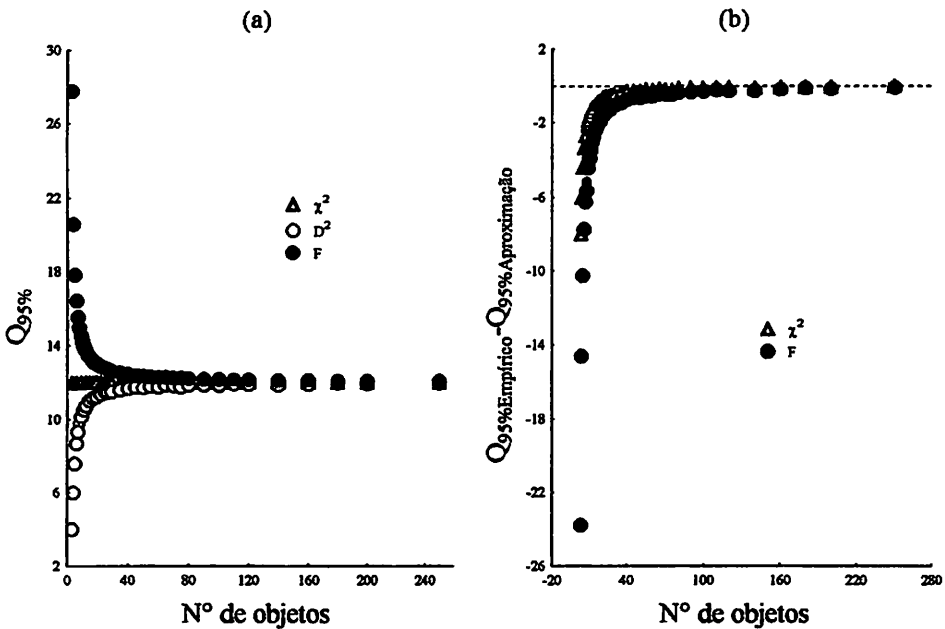 (a)
30
26
22
18
14
10
6
2
Q95%
χ²
D²
F
0
40
80
120
160
200
240
N° de objetos
(b)
2
-2
-6
-10
-14
-18
-22
-26
Q95%Empírico-Q95%Aproximação
χ²
F
-20
40
100
160
220
280
N° de objetos